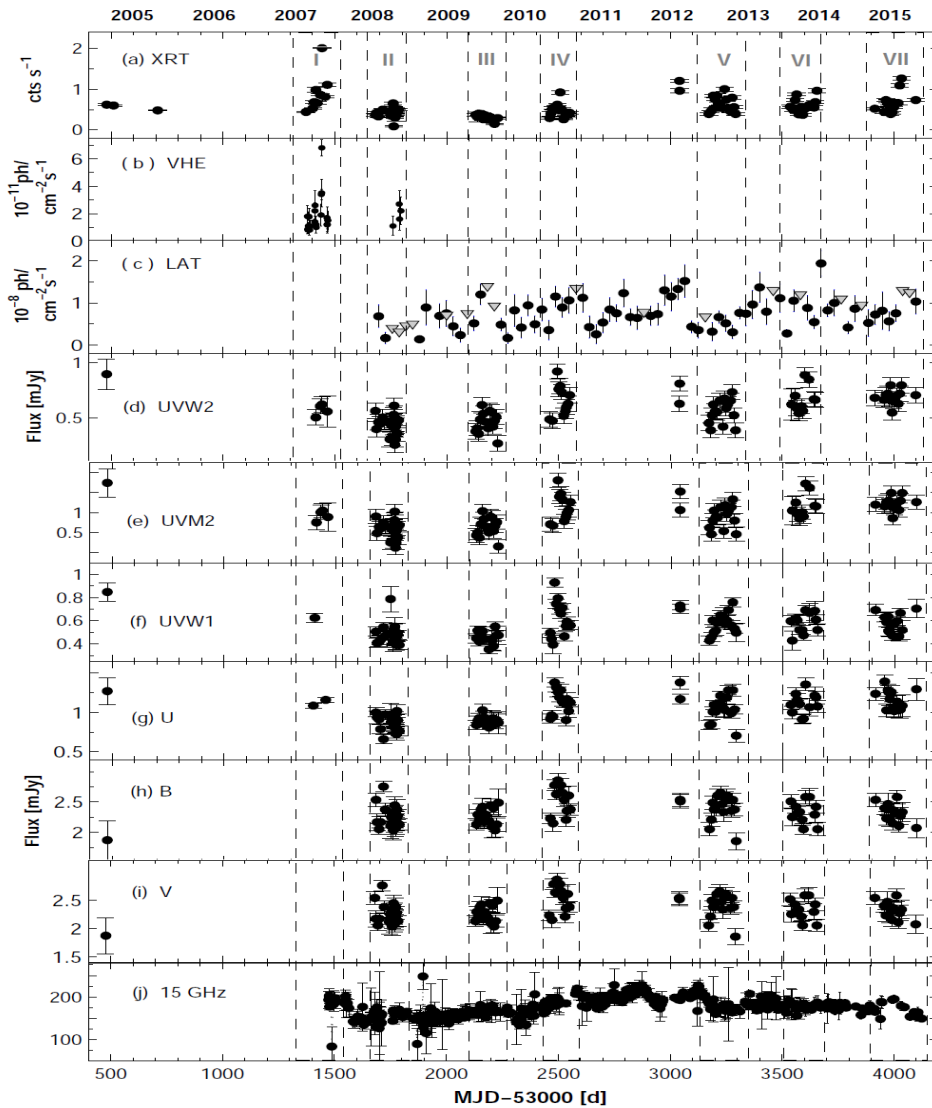 2005 2006 2007 2008 2009 2010 2011 2012 2013 2014 2015
(a) XRT
I II III IV V VI VII
cts s⁻¹
2
1
0
(b) VHE
10⁻¹¹ph/
cm⁻²s⁻¹
6
4
2
0
(c) LAT
10⁻⁸ ph/
cm⁻²s⁻¹
2
1
0
(d) UVW2
Flux [mJy]
1
0.5
(e) UVM2
1
0.5
(f) UVW1
1
0.8
0.6
0.4
(g) U
1
0.5
(h) B
Flux [mJy]
2.5
2
(i) V
2.5
2
1.5
(j) 15 GHz
200
100
500 1000 1500 2000 2500 3000 3500 4000
MJD−53000 [d]